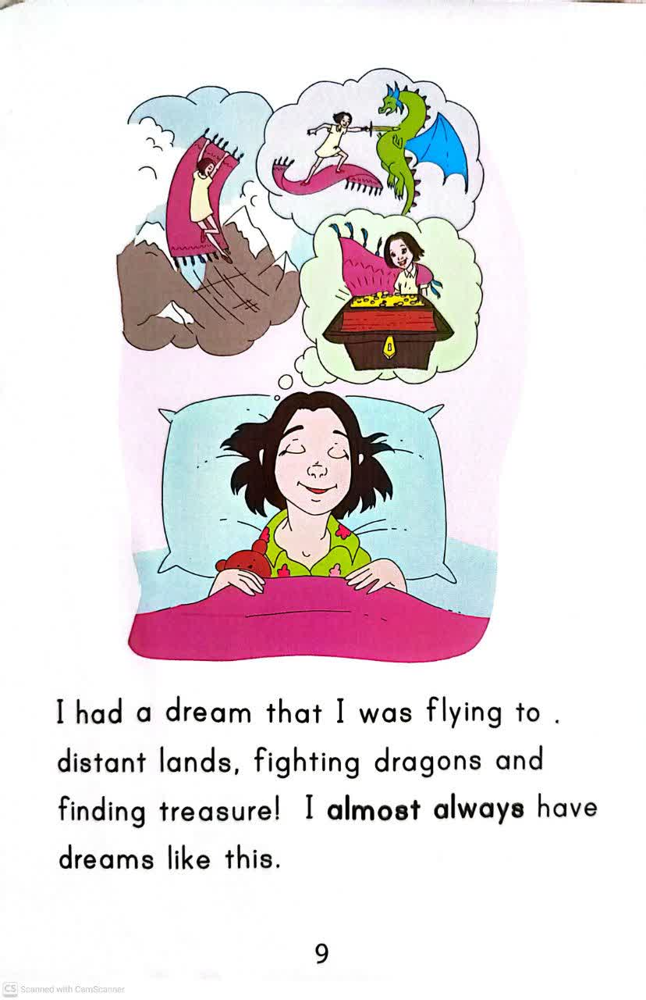 I had a dream that I was flying to .
distant lands, fighting dragons and
finding treasure! I almost always have
dreams like this.
9
CS Scanned with CamScanner